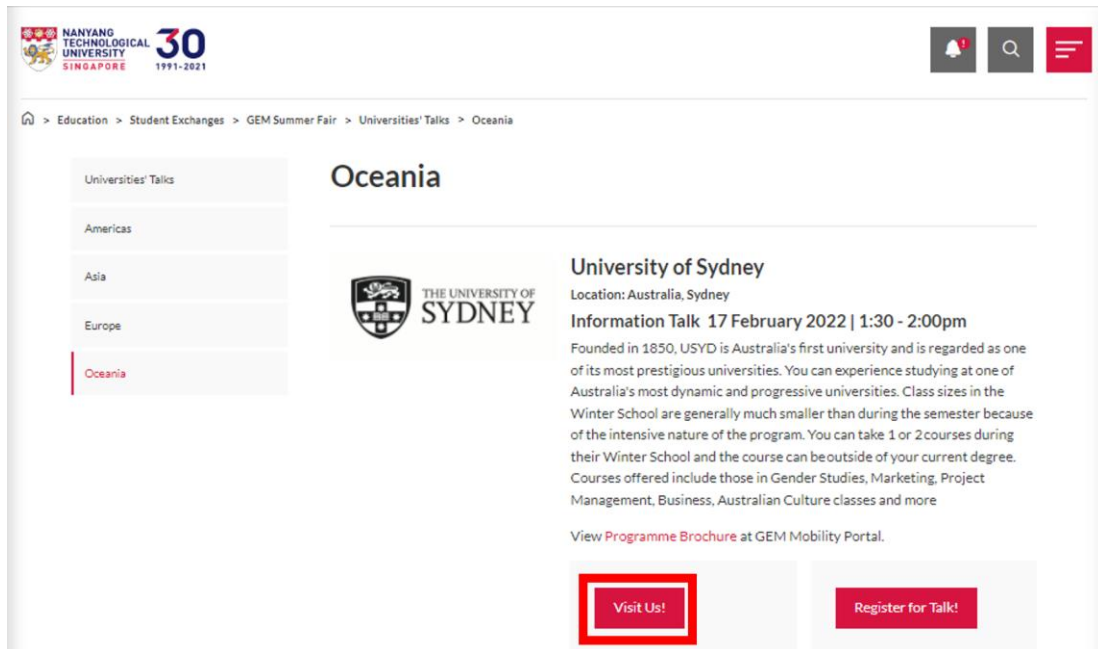 NANYANG
TECHNOLOGICAL
UNIVERSITY
SINGAPORE
30
1991-2021
> Education > Student Exchanges > GEM Summer Fair > Universities' Talks > Oceania
Universities' Talks
Americas
Asia
Europe
Oceania
Oceania
THE UNIVERSITY OF
SYDNEY
University of Sydney
Location: Australia, Sydney
Information Talk 17 February 2022 | 1:30 - 2:00pm
Founded in 1850, USYD is Australia's first university and is regarded as one
of its most prestigious universities. You can experience studying at one of
Australia's most dynamic and progressive universities. Class sizes in the
Winter School are generally much smaller than during the semester because
of the intensive nature of the program. You can take 1 or 2 courses during
their Winter School and the course can be outside of your current degree.
Courses offered include those in Gender Studies, Marketing, Project
Management, Business, Australian Culture classes and more
View Programme Brochure at GEM Mobility Portal.
Visit Us!
Register for Talk!